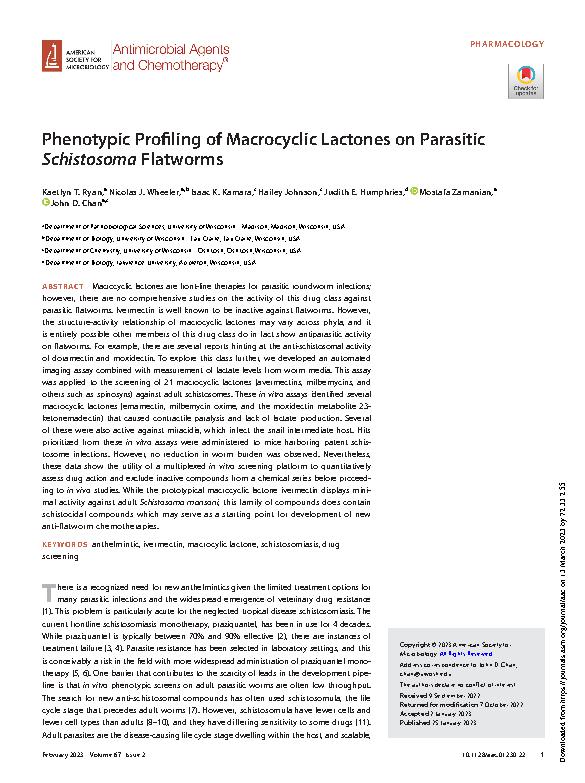 PHARMACOLOGY
AMERICAN
SOCIETY FOR
MICROBIOLOGY
Antimicrobial Agents
and Chemotherapy®
Check for
updates
Phenotypic Profiling of Macrocyclic Lactones on Parasitic
Schistosoma Flatworms
Kaetlyn T. Ryan,a Nicolas J. Wheeler,a,b Isaac K. Kamara,c Hailey Johnson,c Judith E. Humphries,d Mostafa Zamanian,a
John D. Chana,c
aDepartment of Pathobiological Sciences, University of Wisconsin - Madison, Madison, Wisconsin, USA
bDepartment of Biology, University of Wisconsin - Eau Claire, Eau Claire, Wisconsin, USA
cDepartment of Chemistry, University of Wisconsin - Oshkosh, Oshkosh, Wisconsin, USA
dDepartment of Biology, Lawrence University, Appleton, Wisconsin, USA
ABSTRACT Macrocyclic lactones are front-line therapies for parasitic roundworm infections;
however, there are no comprehensive studies on the activity of this drug class against
parasitic flatworms. Ivermectin is well known to be inactive against flatworms. However,
the structure-activity relationship of macrocyclic lactones may vary across phyla, and it
is entirely possible other members of this drug class do in fact show antiparasitic activity
on flatworms. For example, there are several reports hinting at the anti-schistosomal activity
of doramectin and moxidectin. To explore this class further, we developed an automated
imaging assay combined with measurement of lactate levels from worm media. This assay
was applied to the screening of 21 macrocyclic lactones (avermectins, milbemycins, and
others such as spinosyns) against adult schistosomes. These in vitro assays identified several
macrocyclic lactones (emamectin, milbemycin oxime, and the moxidectin metabolite 23-
ketonemadectin) that caused contractile paralysis and lack of lactate production. Several
of these were also active against miracidia, which infect the snail intermediate host. Hits
prioritized from these in vitro assays were administered to mice harboring patent schis-
tosome infections. However, no reduction in worm burden was observed. Nevertheless,
these data show the utility of a multiplexed in vitro screening platform to quantitatively
assess drug action and exclude inactive compounds from a chemical series before proceed-
ing to in vivo studies. While the prototypical macrocyclic lactone ivermectin displays mini-
mal activity against adult Schistosoma mansoni, this family of compounds does contain
schistocidal compounds which may serve as a starting point for development of new
anti-flatworm chemotherapies.
KEYWORDS anthelmintic, ivermectin, macrocylic lactone, schistosomiasis, drug
screening
There is a recognized need for new anthelmintics given the limited treatment options for
many parasitic infections and the widespread emergence of veterinary drug resistance
(1). This problem is particularly acute for the neglected tropical disease schistosomiasis. The
current frontline schistosomiasis monotherapy, praziquantel, has been in use for 4 decades.
While praziquantel is typically between 70% and 90% effective (2), there are instances of
treatment failure (3, 4). Parasite resistance has been selected in laboratory settings, and this
is conceivably a risk in the field with more widespread administration of praziquantel mono-
therapy (5, 6). One barrier that contributes to the scarcity of leads in the development pipe-
line is that in vitro phenotypic screens on adult parasitic worms are often low throughput.
The search for new anti-schistosomal compounds has often used schistosomula, the life
cycle stage that precedes adult worms (7). However, schistosomula have fewer cells and
fewer cell types than adults (8–10), and they have differing sensitivity to some drugs (11).
Adult parasites are the disease-causing life cycle stage dwelling within the host, and scalable,
Copyright © 2023 American Society for
Microbiology. All Rights Reserved.
Address correspondence to John D. Chan,
chanj@uwosh.edu.
The authors declare no conflict of interest.
Received 9 September 2022
Returned for modification 7 October 2022
Accepted 2 January 2023
Published 25 January 2023
February 2023 Volume 67 Issue 2
10.1128/aac.01230-22 1
Downloaded from https://journals.asm.org/journal/aac on 13 March 2023 by